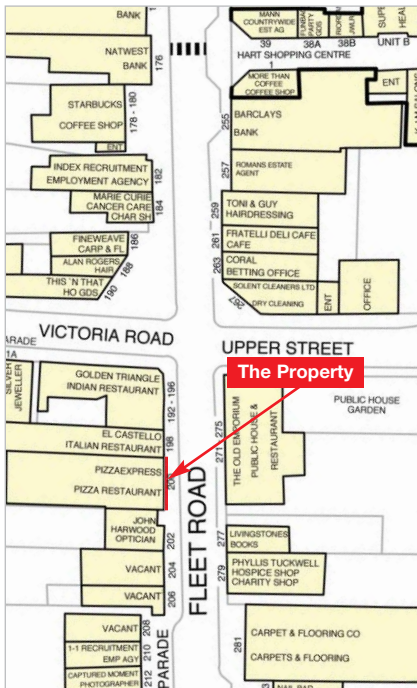 BANK
NATWEST
BANK
176
STARBUCKS
COFFEE SHOP
178 - 180
ENT
INDEX RECRUITMENT
EMPLOYMENT AGENCY
182
MARIE CURIE
CANCER CARE
CHAR SH
184
FINEWEAVE
CARP & FL
186
ALAN ROGERS
HAIR
188
THIS 'N THAT
HO GDS
190
MANN
COUNTRYWIDE
EST AG
39
38A
38B
UNIT B
HART SHOPPING CENTRE
1
MORE THAN
COFFEE
COFFEE SHOP
ENT
BARCLAYS
BANK
255
ROMANS ESTATE
AGENT
257
TONI & GUY
HAIRDRESSING
259
FRATELLI DELI CAFE
CAFE
261
CORAL
BETTING OFFICE
263
SOLENT CLEANERS LTD
DRY CLEANING
267
ENT
OFFICE
VICTORIA ROAD
UPPER STREET
The Property
1A
SILVER
JEWELLER
GOLDEN TRIANGLE
INDIAN RESTAURANT
192 - 196
EL CASTELLO
ITALIAN RESTAURANT
198
PIZZAEXPRESS
PIZZA RESTAURANT
JOHN
HARWOOD
OPTICIAN
202
VACANT
204
VACANT
206
VACANT
208
1-1 RECRUITMENT
EMP AGY
210
CAPTURED MOMENT
PHOTOGRAPHER
212
PARADE
FLEET ROAD
271
275
THE OLD EMPORIUM
PUBLIC HOUSE &
RESTAURANT
PUBLIC HOUSE
GARDEN
277
LIVINGSTONES
BOOKS
279
PHYLLIS TUCKWELL
HOSPICE SHOP
CHARITY SHOP
281
CARPET & FLOORING CO
CARPETS & FLOORING